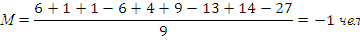 M = (6 + 1 + 1 − 6 + 4 + 9 − 13 + 14 − 27) / 9 = −1 чел